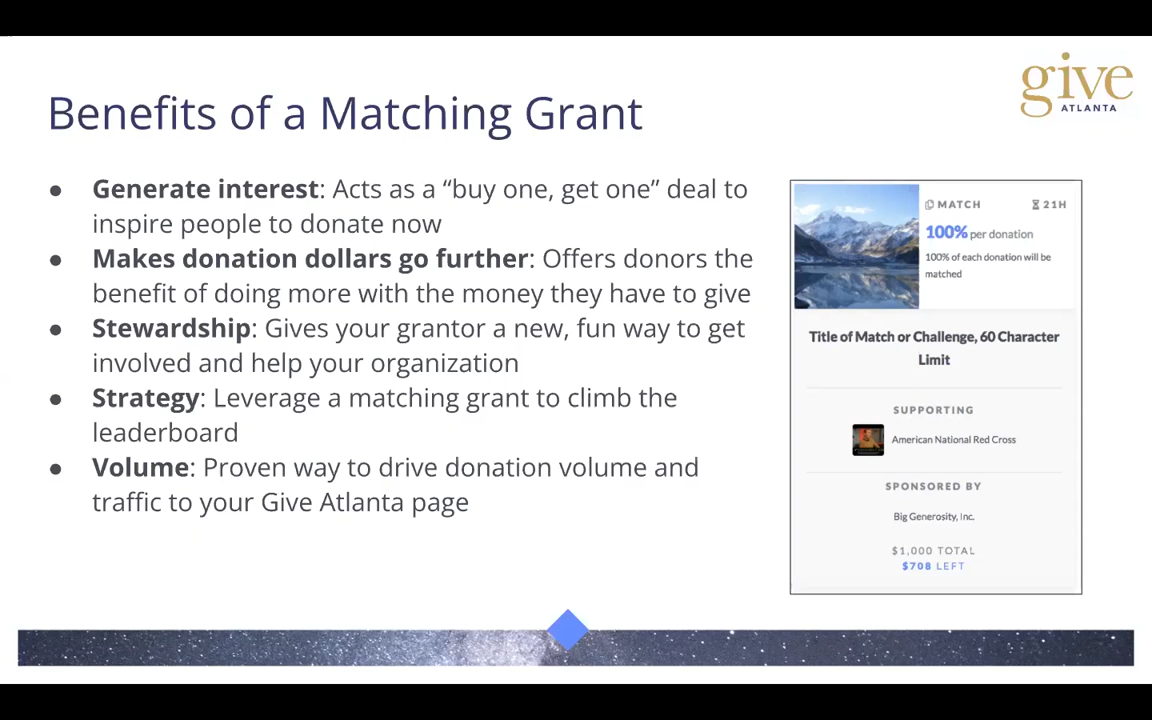 give
ATLANTA
Benefits of a Matching Grant
● Generate interest: Acts as a “buy one, get one” deal to
inspire people to donate now
● Makes donation dollars go further: Offers donors the
benefit of doing more with the money they have to give
● Stewardship: Gives your grantor a new, fun way to get
involved and help your organization
● Strategy: Leverage a matching grant to climb the
leaderboard
● Volume: Proven way to drive donation volume and
traffic to your Give Atlanta page
MATCH 21H
100% per donation
100% of each donation will be
matched
Title of Match or Challenge, 60 Character
Limit
SUPPORTING
American National Red Cross
SPONSORED BY
Big Generosity, Inc.
$1,000 TOTAL
$708 LEFT